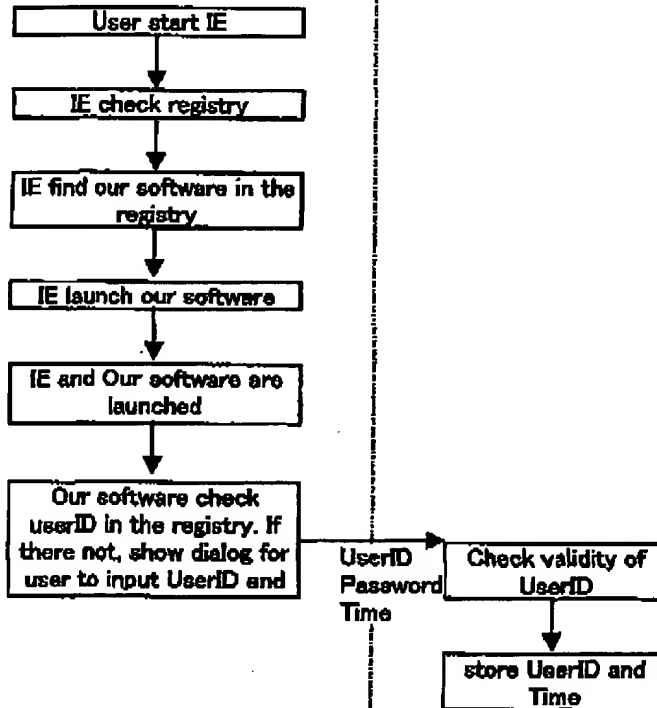 User start IE
IE check registry
IE find our software in the
registry
IE launch our software
IE and Our software are
launched
Our software check
userID in the registry. If
there not, show dialog for
user to input UserID and
UserID
Password
Time
Check validity of
UserID
store UserID and
Time